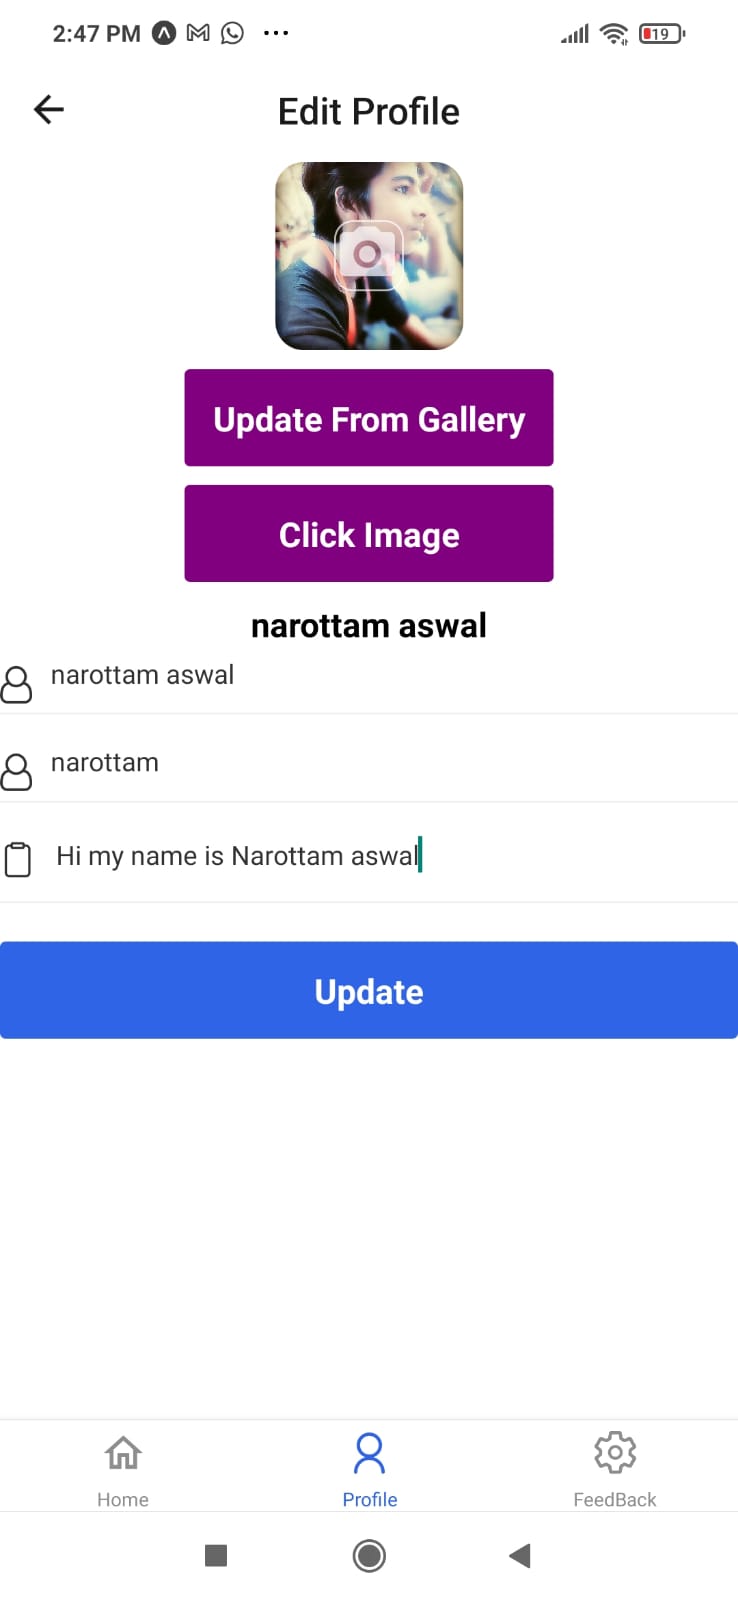 2:47 PM
19
Edit Profile
Update From Gallery
Click Image
narottam aswal
narottam aswal
narottam
Hi my name is Narottam aswal
Update
Home
Profile
FeedBack